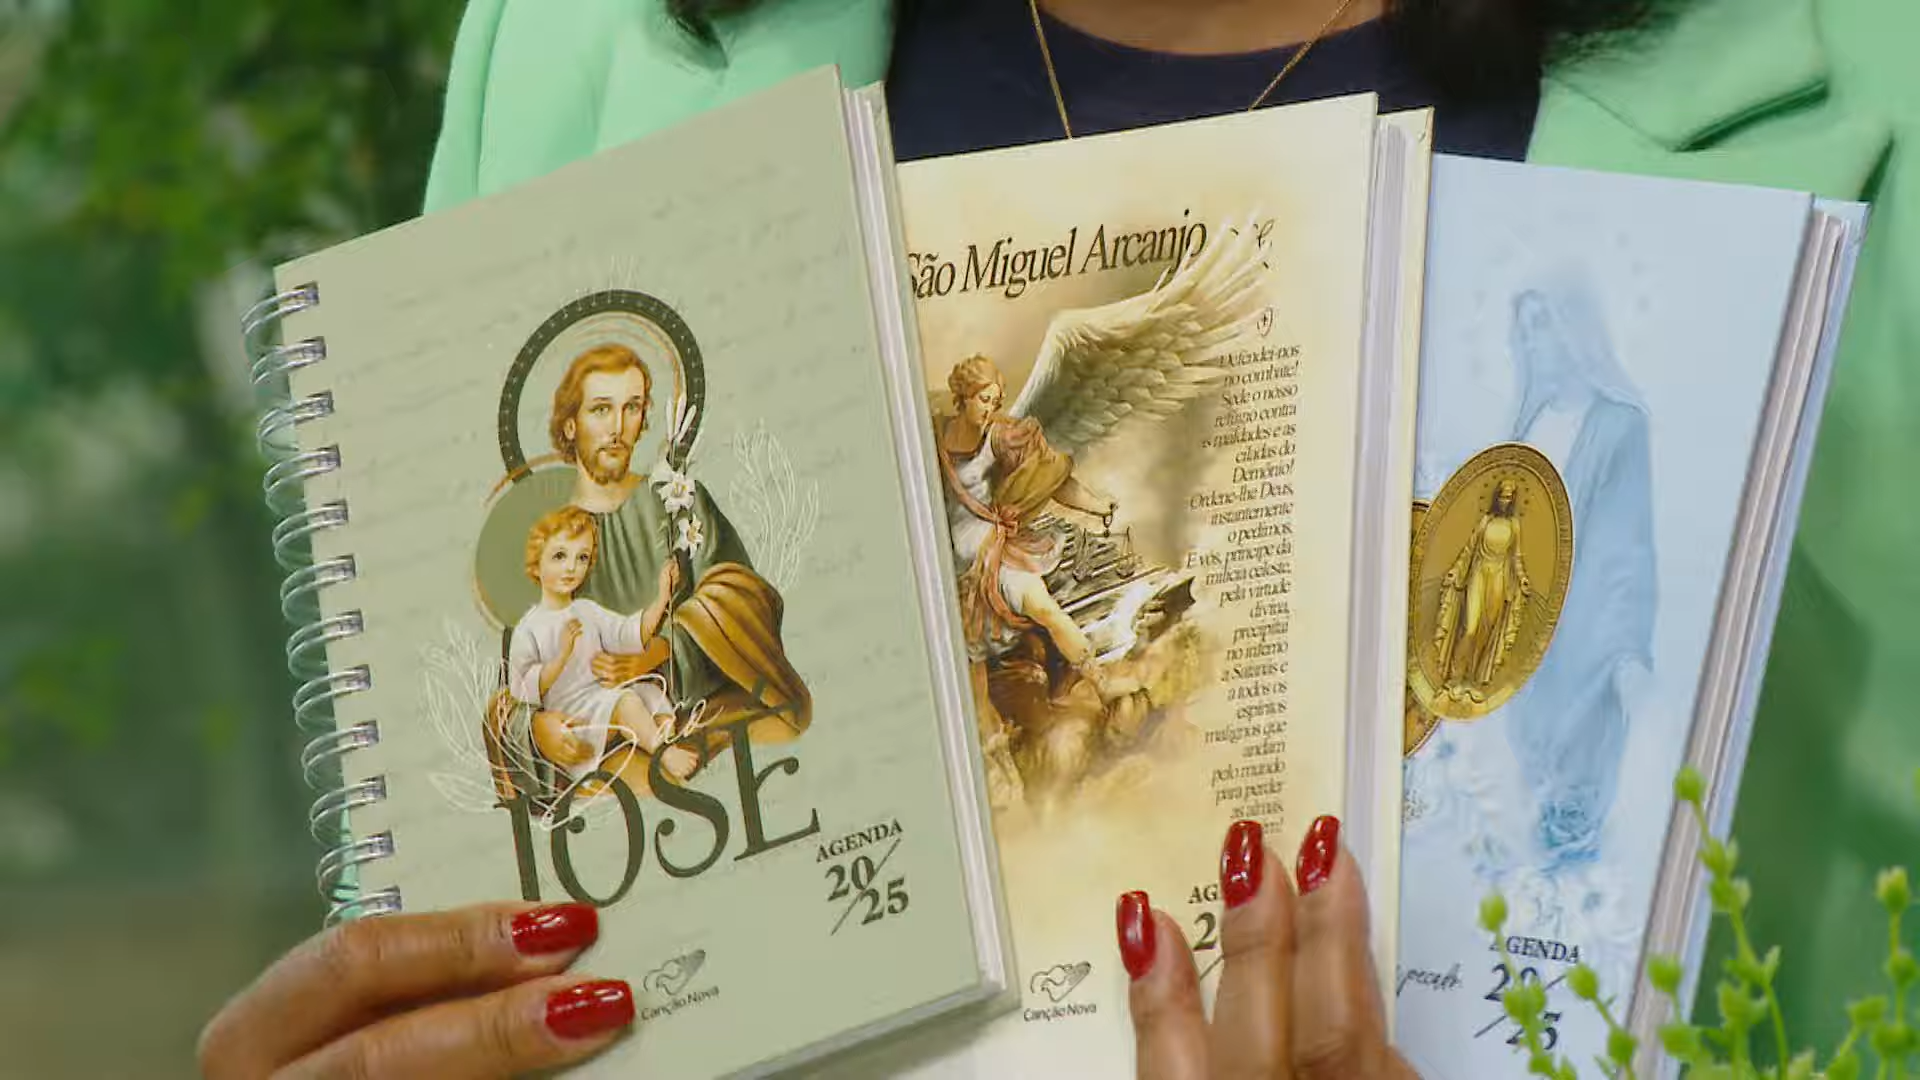 São
JOSÉ
AGENDA
20/25
Canção Nova
São Miguel Arcanjo
Defendei-nos
no combate!
Sede o nosso
refúgio contra
as maldades e as
ciladas do
Demônio!
Ordene-lhe Deus,
instantemente
o pedimos,
E vós, príncipe da
milícia celeste,
pela virtude
divina,
precipitai
no inferno
a Satanás e
a todos os
espíritos
malignos que
andam
pelo mundo
para perder
as almas.
AG
2
Canção Nova
pecado
AGENDA
20/25